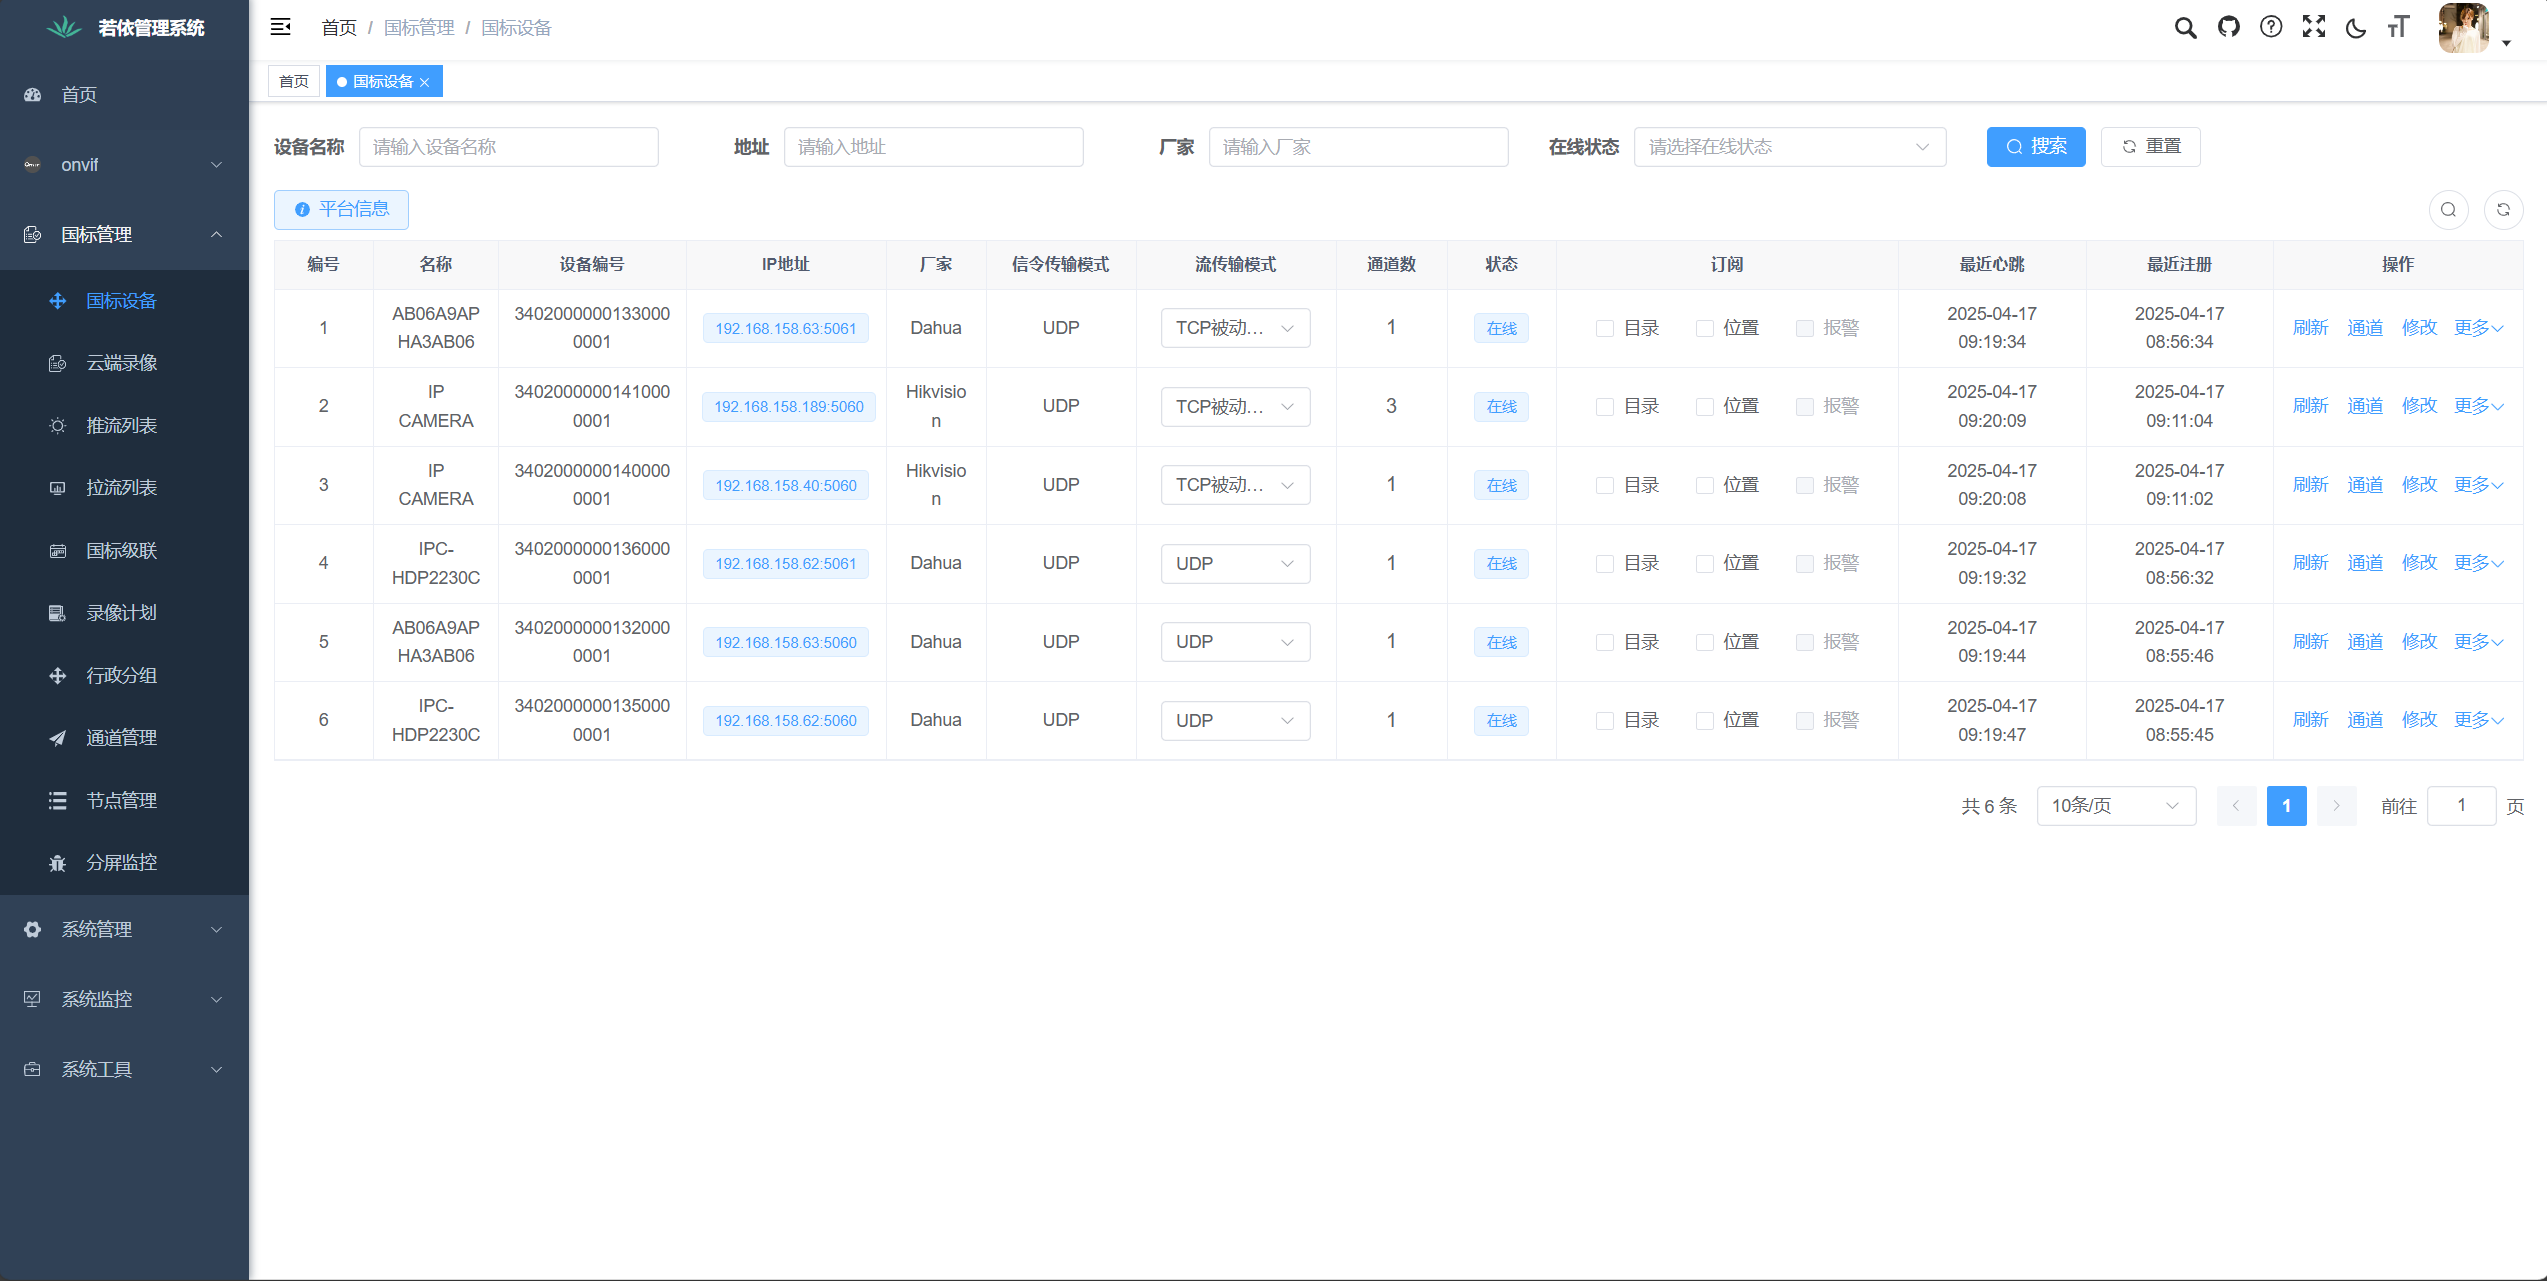 若依管理系统
首页 / 国标管理 / 国标设备
首页
国标设备
首页
onvif
国标管理
国标设备
云端录像
推流列表
拉流列表
国标级联
录像计划
行政分组
通道管理
节点管理
分屏监控
系统管理
系统监控
系统工具
设备名称 请输入设备名称 地址 请输入地址 厂家 请输入厂家 在线状态 请选择在线状态 搜索 重置
平台信息
编号 名称 设备编号 IP地址 厂家 信令传输模式 流传输模式 通道数 状态 订阅 最近心跳 最近注册 操作
1 AB06A9AP 3402000000133000 192.168.158.63:5061 Dahua UDP TCP被动... 1 在线 目录 位置 报警 2025-04-17 2025-04-17 刷新 通道 修改 更多
HA3AB06 0001 09:19:34 08:56:34
2 IP 3402000000141000 192.168.158.189:5060 Hikvisio UDP TCP被动... 3 在线 目录 位置 报警 2025-04-17 2025-04-17 刷新 通道 修改 更多
CAMERA 0001 n 09:20:09 09:11:04
3 IP 3402000000140000 192.168.158.40:5060 Hikvisio UDP TCP被动... 1 在线 目录 位置 报警 2025-04-17 2025-04-17 刷新 通道 修改 更多
CAMERA 0001 n 09:20:08 09:11:02
4 IPC- 3402000000136000 192.168.158.62:5061 Dahua UDP UDP 1 在线 目录 位置 报警 2025-04-17 2025-04-17 刷新 通道 修改 更多
HDP2230C 0001 09:19:32 08:56:32
5 AB06A9AP 3402000000132000 192.168.158.63:5060 Dahua UDP UDP 1 在线 目录 位置 报警 2025-04-17 2025-04-17 刷新 通道 修改 更多
HA3AB06 0001 09:19:44 08:55:46
6 IPC- 3402000000135000 192.168.158.62:5060 Dahua UDP UDP 1 在线 目录 位置 报警 2025-04-17 2025-04-17 刷新 通道 修改 更多
HDP2230C 0001 09:19:47 08:55:45
共 6 条 10条/页 1 前往 1 页